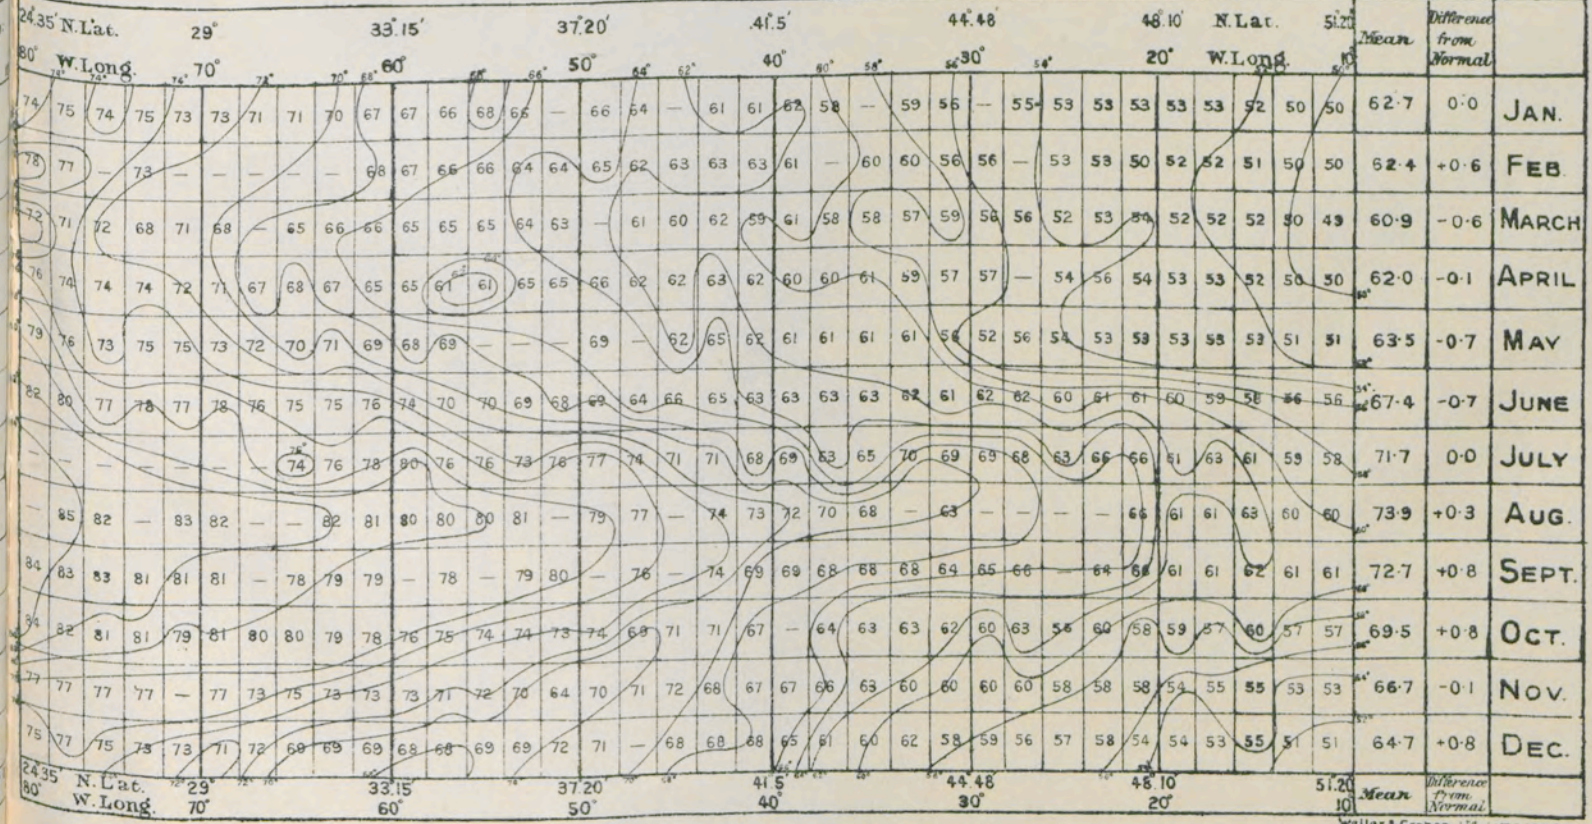 24.35' N.Lat. 29° 33.15' 37.20' 41.5' 44.48' 48.10' N.Lat. 51.20' Mean Difference from Normal
80° W.Long. 70° 60° 50° 40° 30° 20° W.Long. 10°
74 75 74 75 73 73 71 71 70 67 67 66 68 66 — 66 64 — 61 61 62 58 — 59 56 — 55 53 53 53 53 53 52 50 50 62.7 0.0 JAN.
78 77 — 73 — — — — — 68 67 66 66 64 64 65 62 63 63 63 61 — 60 60 56 56 — 53 53 50 52 52 51 50 50 62.4 +0.6 FEB.
72 71 72 68 71 68 — 65 66 66 65 65 65 64 63 — 61 60 62 59 61 58 58 57 59 56 56 52 53 54 52 52 52 50 49 60.9 -0.6 MARCH
76 74 74 74 72 71 67 68 67 65 65 61 61 65 65 66 62 62 63 62 60 60 61 59 57 57 — 54 56 54 53 53 52 50 50 62.0 -0.1 APRIL
79 76 73 75 75 73 72 70 71 69 68 69 — — — 69 — 62 65 62 61 61 61 61 56 52 56 54 53 53 53 53 53 51 51 63.5 -0.7 MAY
82 80 77 78 77 78 76 75 75 76 74 70 70 69 68 69 64 66 65 63 63 63 63 62 61 62 62 60 61 61 60 59 56 56 56 67.4 -0.7 JUNE
— — — — — — — 74 76 78 80 76 76 73 76 77 74 71 71 68 69 63 65 70 69 69 68 63 66 66 61 63 61 59 58 71.7 0.0 JULY
— 85 82 — 83 82 — — 82 81 80 80 80 81 — 79 77 — 74 73 72 70 68 — 63 — — — — 66 61 61 63 60 60 73.9 +0.3 AUG.
84 83 83 81 81 81 — 78 79 79 — 78 — 79 80 — 76 — 74 69 69 68 68 68 64 65 66 — 64 66 61 61 62 61 61 72.7 +0.8 SEPT.
84 82 81 81 79 81 80 80 79 78 76 75 74 74 73 74 69 71 71 67 — 64 63 63 62 60 63 56 60 58 59 57 60 57 57 69.5 +0.8 OCT.
77 77 77 77 — 77 73 75 73 73 73 71 72 70 64 70 71 72 68 67 67 66 63 60 60 60 60 58 58 58 54 55 55 53 53 66.7 -0.1 NOV.
75 77 75 73 73 71 72 69 69 69 68 68 69 69 72 71 — 68 68 68 65 61 60 62 58 59 56 57 58 54 54 53 55 51 51 64.7 +0.8 DEC.
24.35 N.Lat. 29° 33.15' 37.20' 41.5' 44.48 48.10' 51.20' Mean Difference from Normal
80° W.Long. 70° 60° 50° 40° 30° 20° 10°